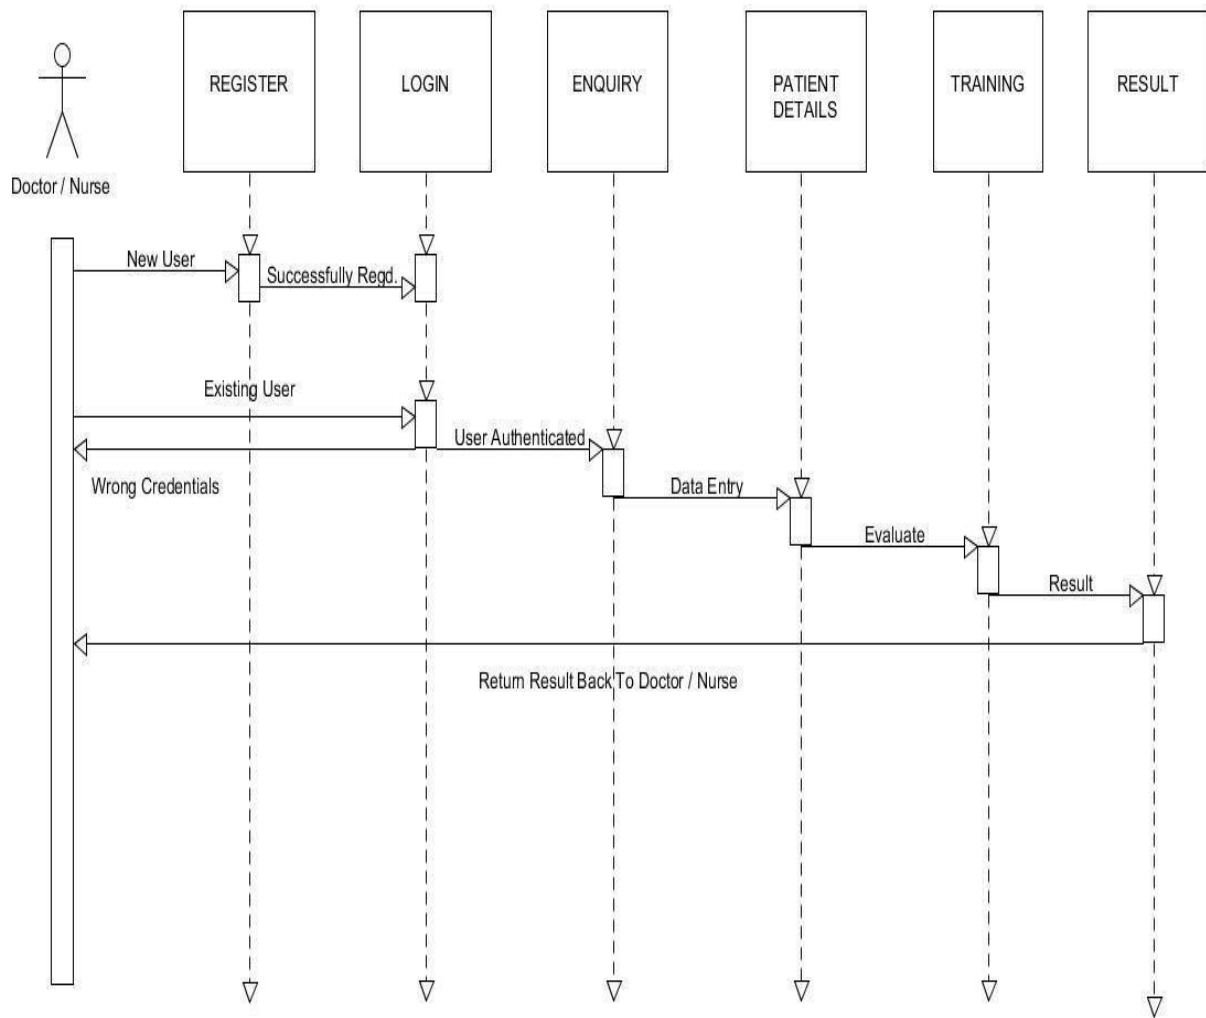 REGISTER
LOGIN
ENQUIRY
PATIENT
DETAILS
TRAINING
RESULT
Doctor / Nurse
New User
Successfully Regd.
Existing User
User Authenticated
Wrong Credentials
Data Entry
Evaluate
Result
Return Result Back To Doctor / Nurse